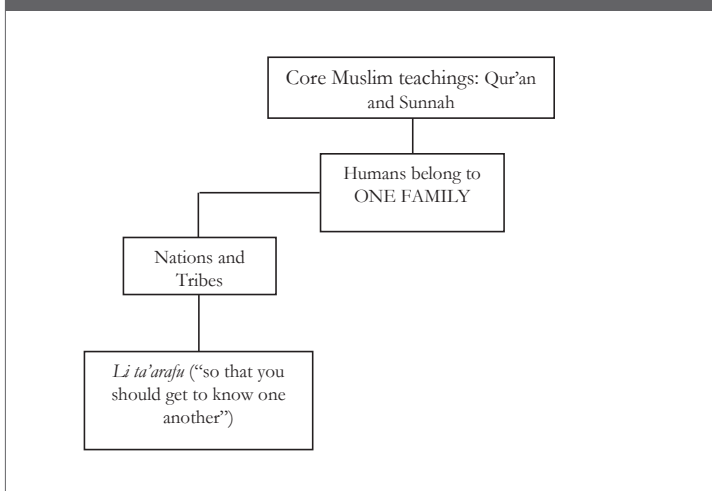 Core Muslim teachings: Qur’an
and Sunnah
Humans belong to
ONE FAMILY
Nations and
Tribes
Li ta’arafu (“so that you
should get to know one
another”)